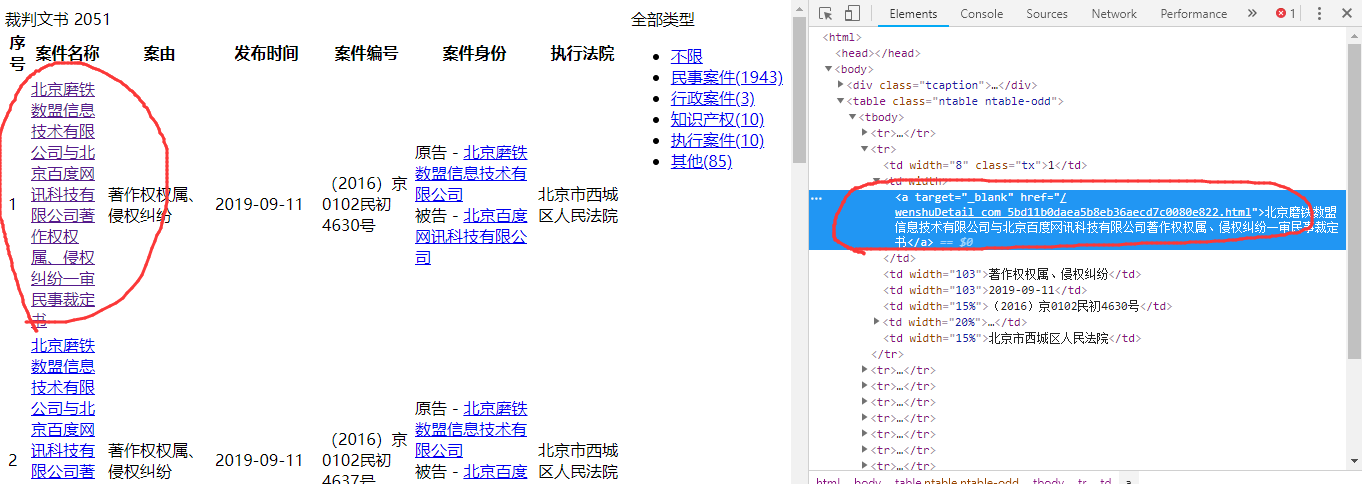 裁判文书 2051
序号 案件名称 案由 发布时间 案件编号 案件身份 执行法院
1
北京磨铁
数盟信息
技术有限
公司与北
京百度网
讯科技有
限公司著
作权权
属、侵权
纠纷一审
民事裁定
书
著作权权属、
侵权纠纷
2019-09-11
（2016）京
0102民初
4630号
原告 - 北京磨铁
数盟信息技术有
限公司
被告 - 北京百度
网讯科技有限公
司
北京市西城
区人民法院
2
北京磨铁
数盟信息
技术有限
公司与北
京百度网
讯科技有
限公司著
著作权权属、
侵权纠纷
2019-09-11
（2016）京
0102民初
4637号
原告 - 北京磨铁
数盟信息技术有
限公司
被告 - 北京百度
北京市西城
区人民法院
全部类型
不限
民事案件(1943)
行政案件(3)
知识产权(10)
执行案件(10)
其他(85)
Elements Console Sources Network Performance » 1
<html>
<head></head>
<body>
<div class="tcaption">…</div>
<table class="ntable ntable-odd">
<tbody>
<tr>…</tr>
<tr>
<td width="8" class="tx">1</td>
<td width>
<a target="_blank" href="/
wenshuDetail_com_5bd11b0daea5b8eb36aecd7c0080e822.html">北京磨铁数盟
信息技术有限公司与北京百度网讯科技有限公司著作权权属、侵权纠纷一审民事裁定
书</a> == $0
</td>
<td width="103">著作权权属、侵权纠纷</td>
<td width="103">2019-09-11</td>
<td width="15%">（2016）京0102民初4630号</td>
<td width="20%">…</td>
<td width="15%">北京市西城区人民法院</td>
</tr>
<tr>…</tr>
<tr>…</tr>
<tr>…</tr>
<tr>…</tr>
<tr>…</tr>
<tr>…</tr>
<tr>…</tr>
html body table.ntable.ntable-odd tbody tr td a